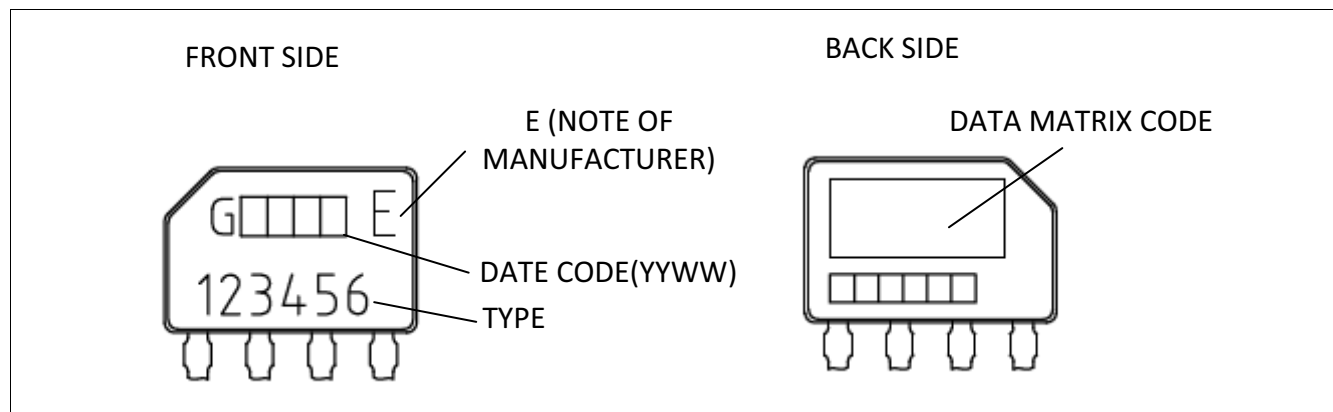 FRONT SIDE
BACK SIDE
E (NOTE OF
MANUFACTURER)
DATA MATRIX CODE
G E
DATE CODE(YYWW)
123456
TYPE